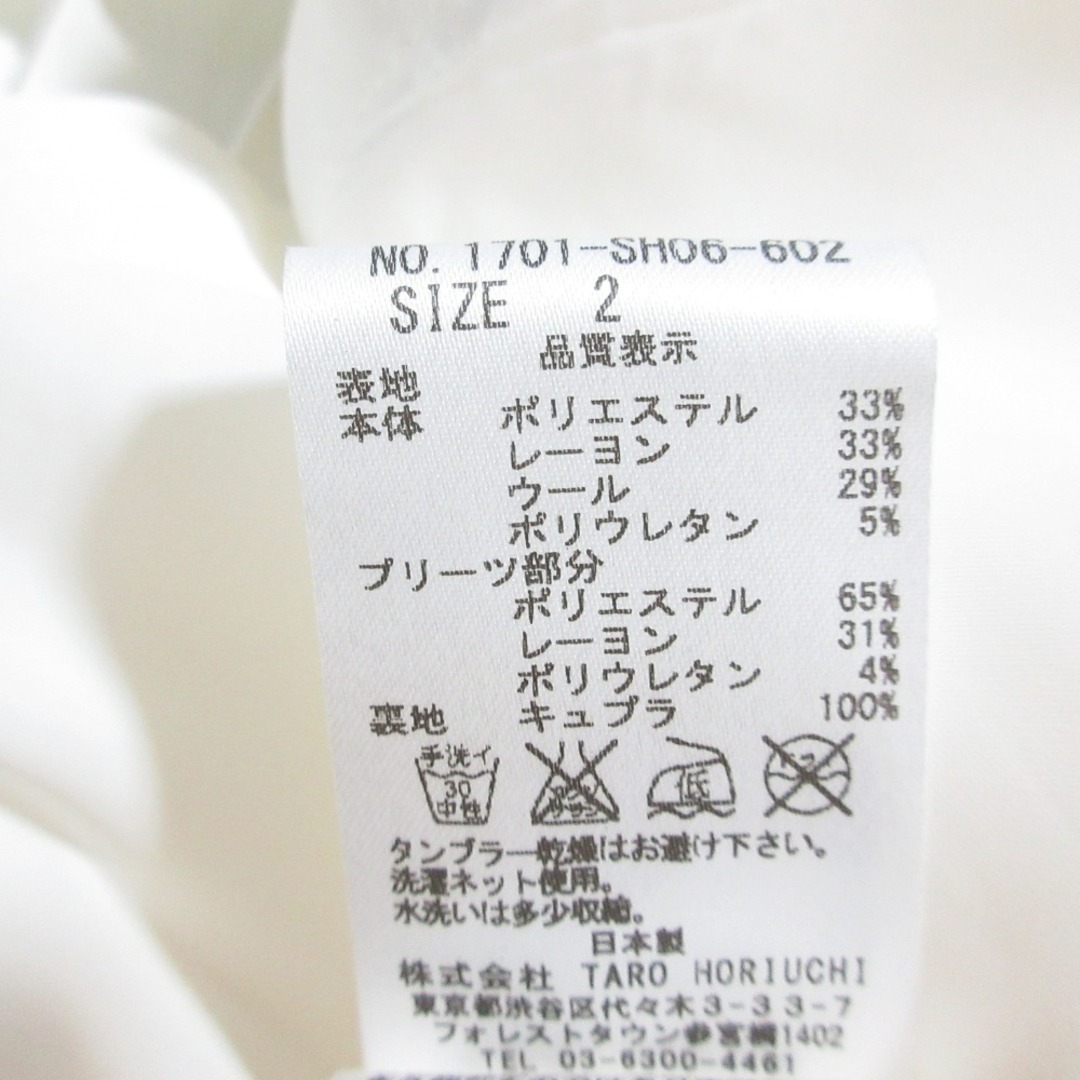 NO. 1701-SH06-602
SIZE 2
品質表示
表地
本体 ポリエステル 33%
レーヨン 33%
ウール 29%
ポリウレタン 5%
プリーツ部分
ポリエステル 65%
レーヨン 31%
ポリウレタン 4%
裏地 キュプラ 100%
手洗イ
30
中性
低
ドライ
タンブラー乾燥はお避け下さい。
洗濯ネット使用。
水洗いは多少収縮。
日本製
株式会社 TARO HORIUCHI
東京都渋谷区代々木3-33-7
フォレストタウン参宮橋1402
TEL 03-6300-4461